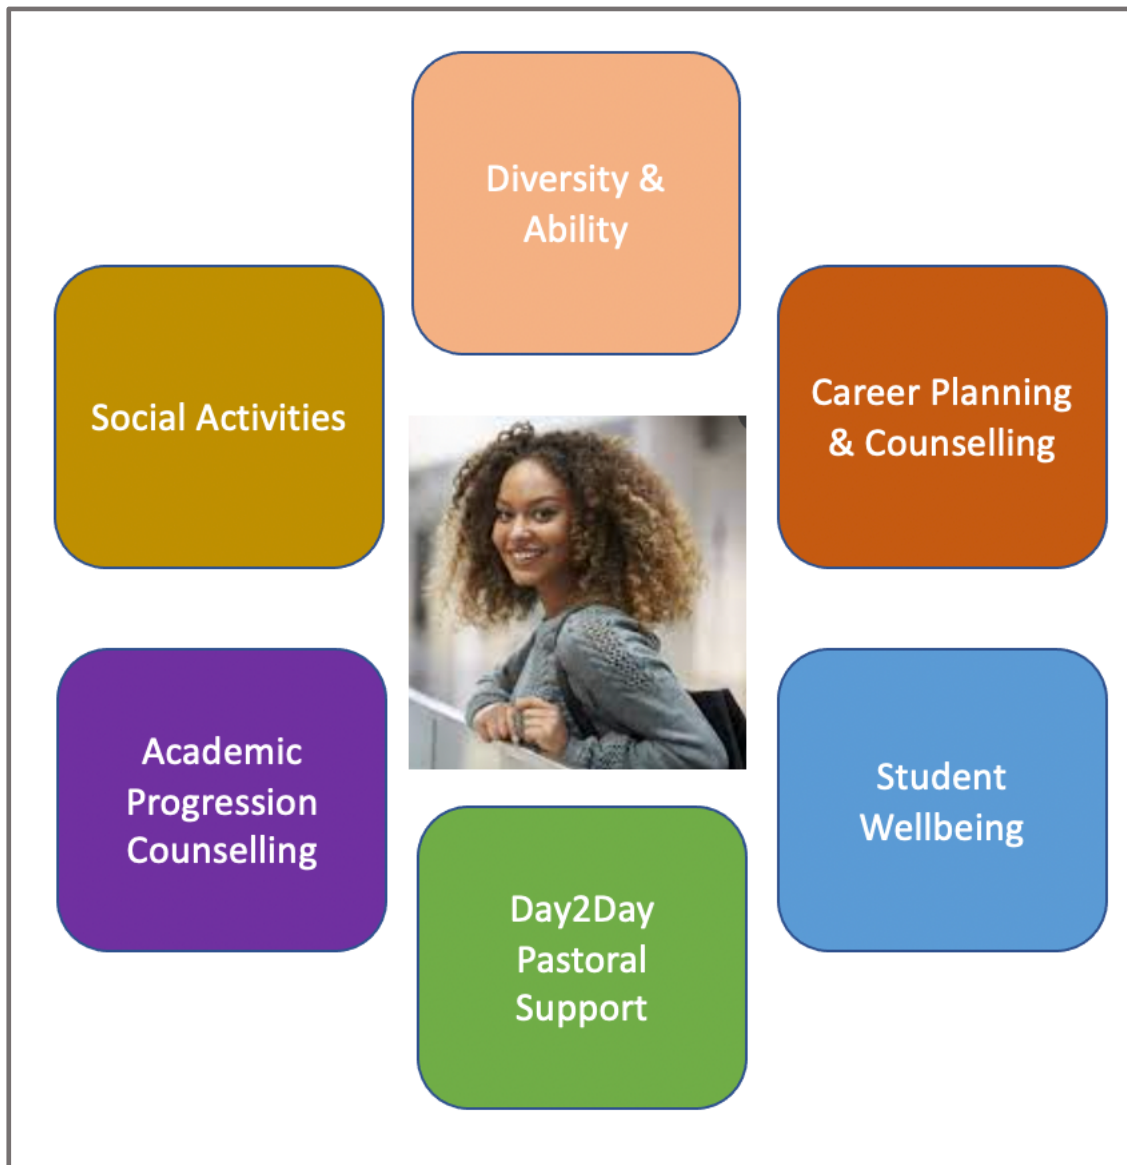 Diversity &
Ability
Career Planning
& Counselling
Social Activities
Student
Wellbeing
Academic
Progression
Counselling
Day2Day
Pastoral
Support